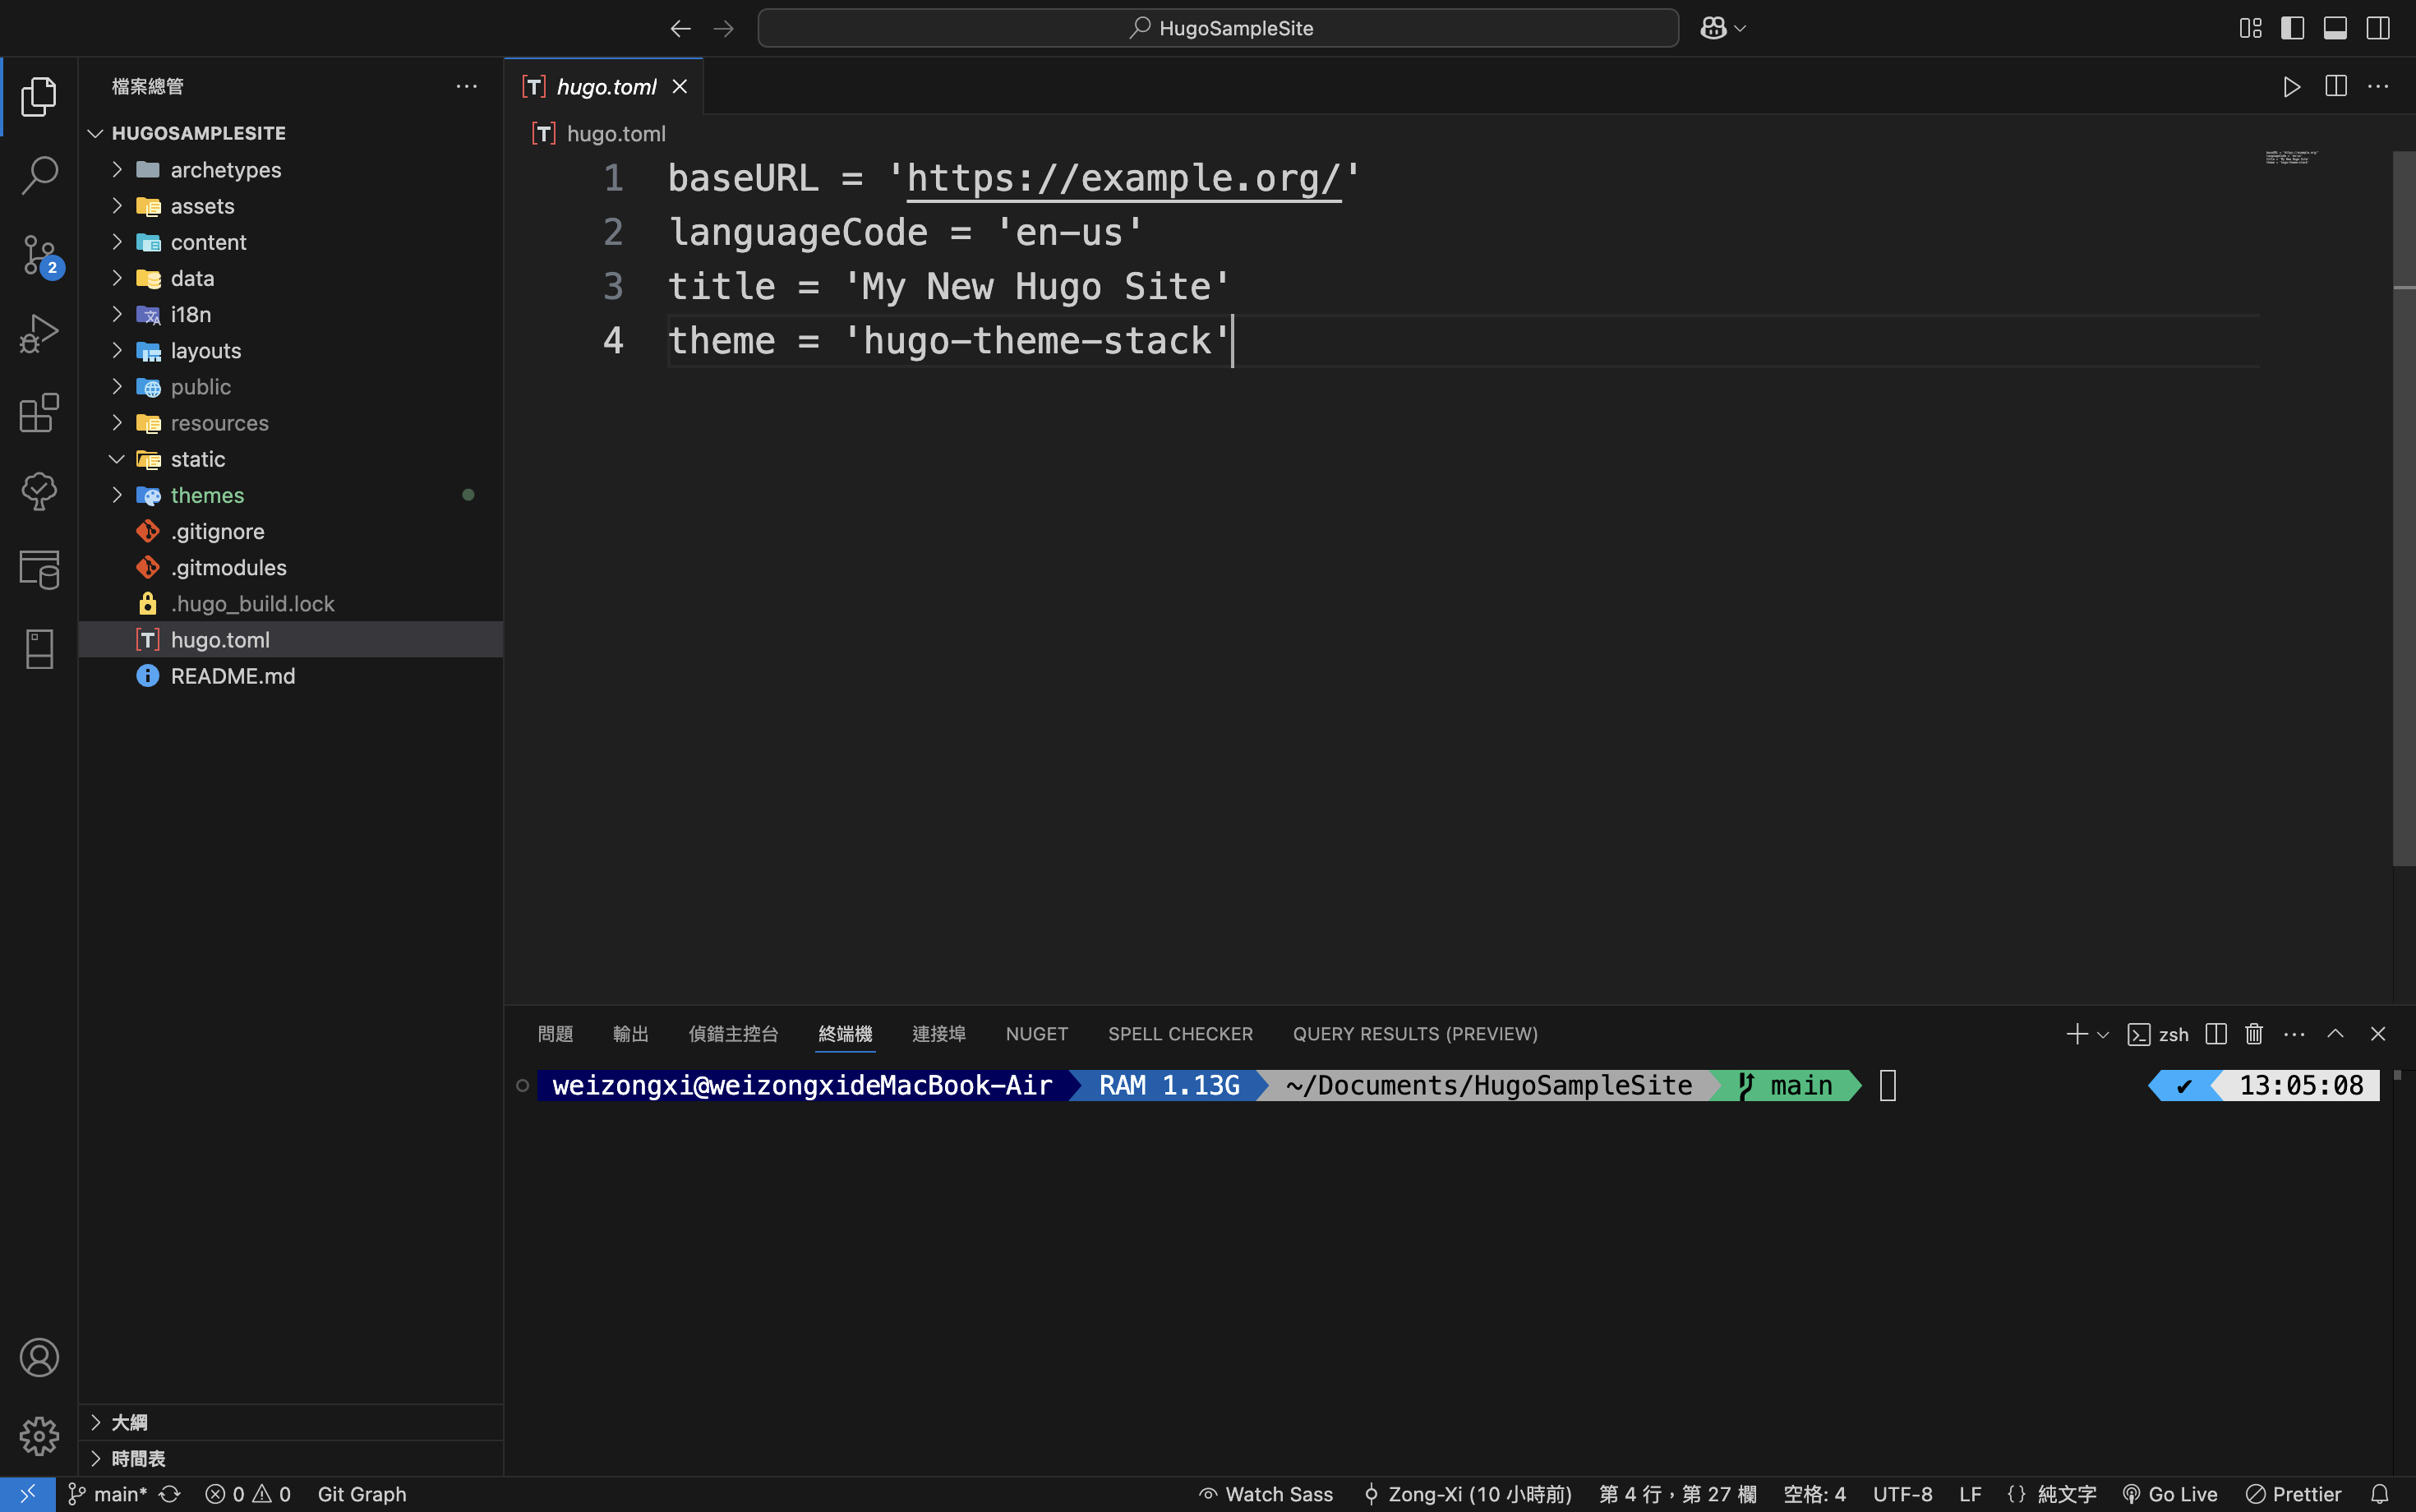 HugoSampleSite
檔案總管
HUGOSAMPLESITE
archetypes
assets
content
data
i18n
layouts
public
resources
static
themes
.gitignore
.gitmodules
.hugo_build.lock
hugo.toml
README.md
2
大綱
時間表
hugo.toml
hugo.toml
1 baseURL = 'https://example.org/'
2 languageCode = 'en-us'
3 title = 'My New Hugo Site'
4 theme = 'hugo-theme-stack'
問題 輸出 偵錯主控台 終端機 連接埠 NUGET SPELL CHECKER QUERY RESULTS (PREVIEW) zsh
weizongxi@weizongxideMacBook-Air RAM 1.13G ~/Documents/HugoSampleSite main ✔ 13:05:08
main* 0 0 Git Graph Watch Sass Zong-Xi (10 小時前) 第 4 行，第 27 欄 空格: 4 UTF-8 LF {} 純文字 Go Live Prettier